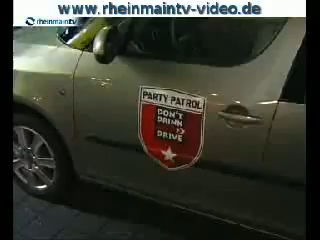 www.rheinmaintv-video.de
rheinmaintv
PARTY PATROL
DON'T
DRINK
&
DRIVE